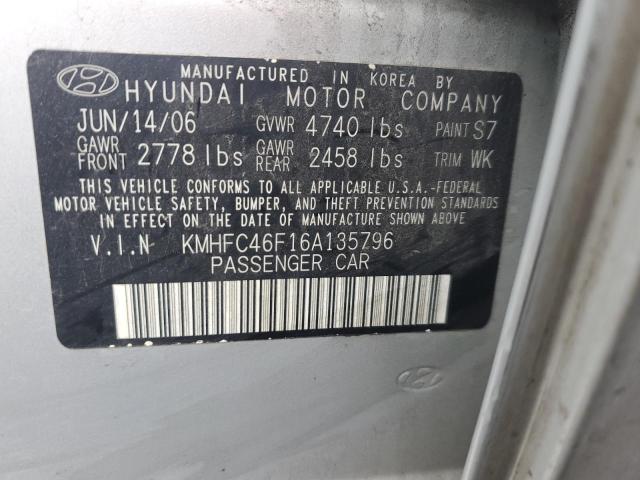 MANUFACTURED IN KOREA BY
HYUNDAI MOTOR COMPANY
JUN/14/06 GVWR 4740 lbs PAINT S7
GAWR FRONT 2778 lbs GAWR REAR 2458 lbs TRIM WK
THIS VEHICLE CONFORMS TO ALL APPLICABLE U.S.A.-FEDERAL
MOTOR VEHICLE SAFETY, BUMPER, AND THEFT PREVENTION STANDARDS
IN EFFECT ON THE DATE OF MANUFACTURE SHOWN ABOVE
V.I.N KMHFC46F16A135796
PASSENGER CAR